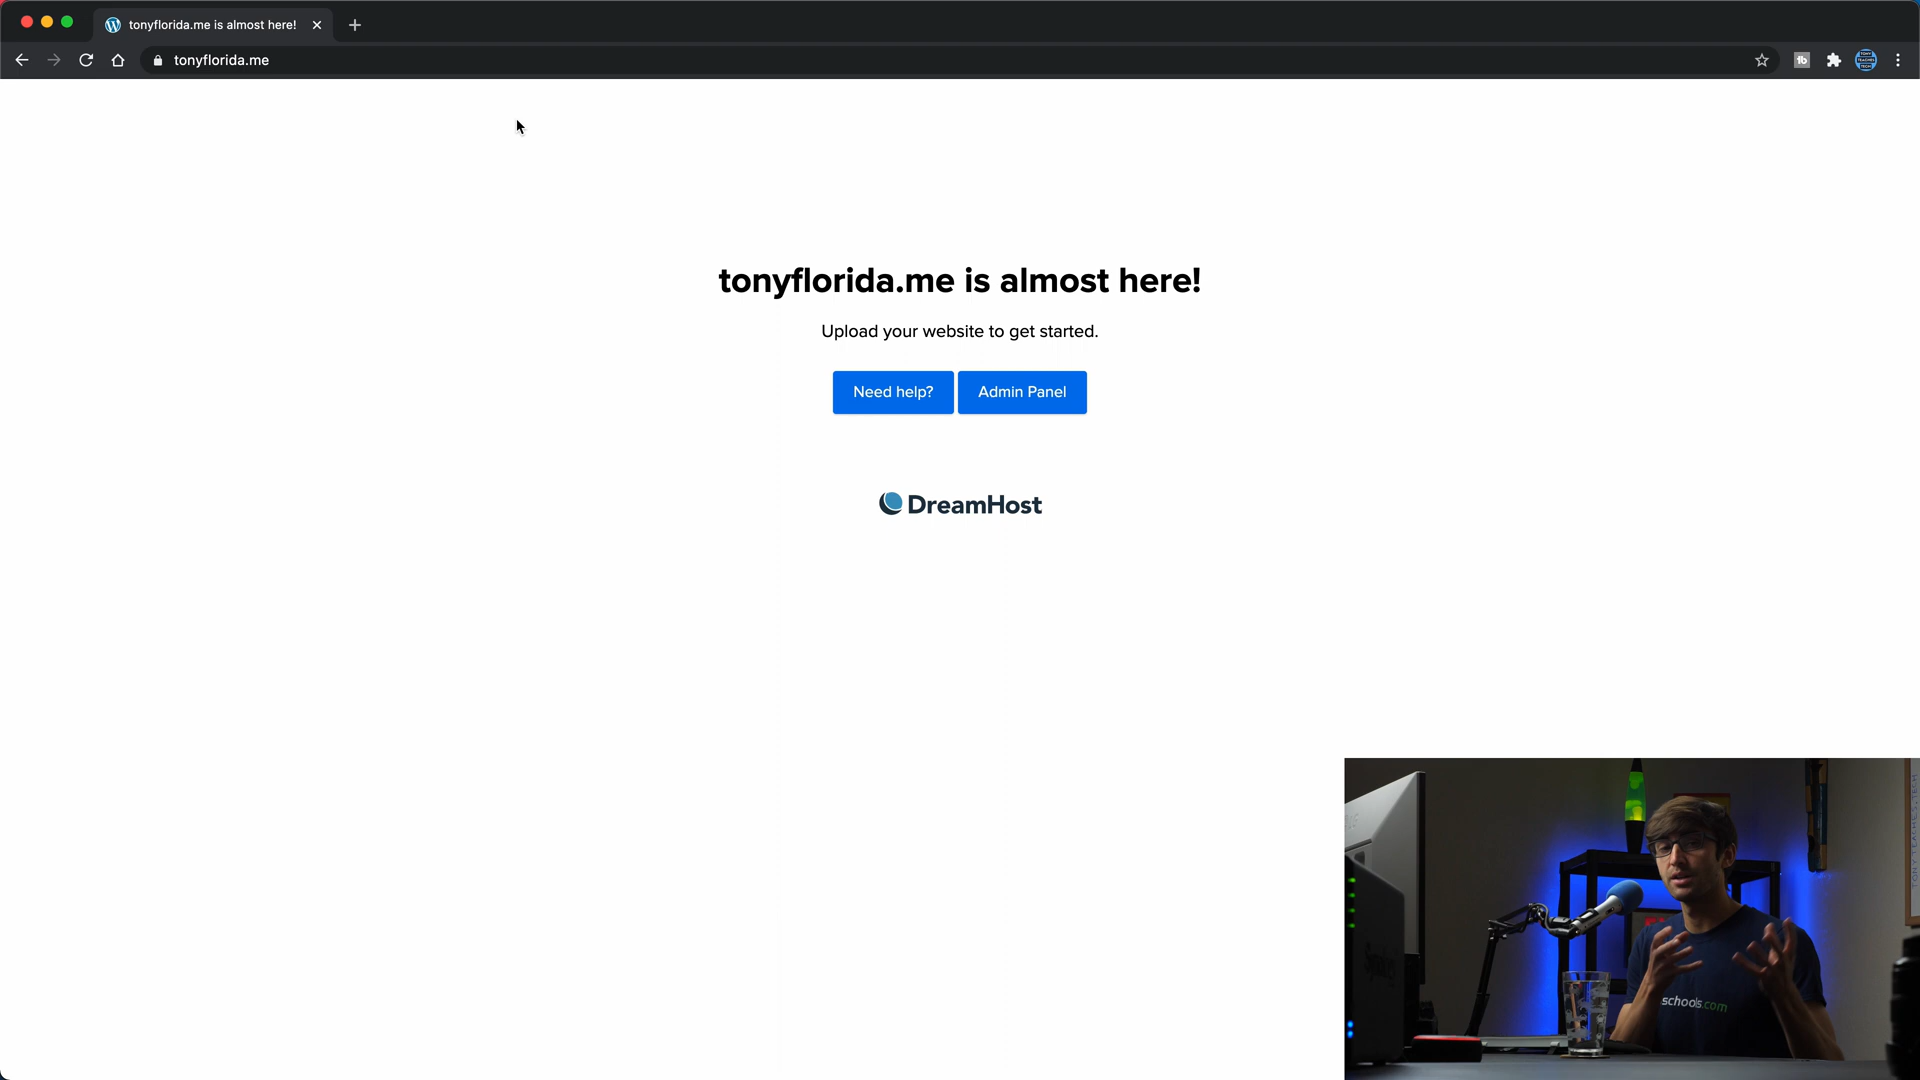 tonyflorida.me is almost here!
tonyflorida.me
tonyflorida.me is almost here!
Upload your website to get started.
Need help?
Admin Panel
DreamHost
schools.com